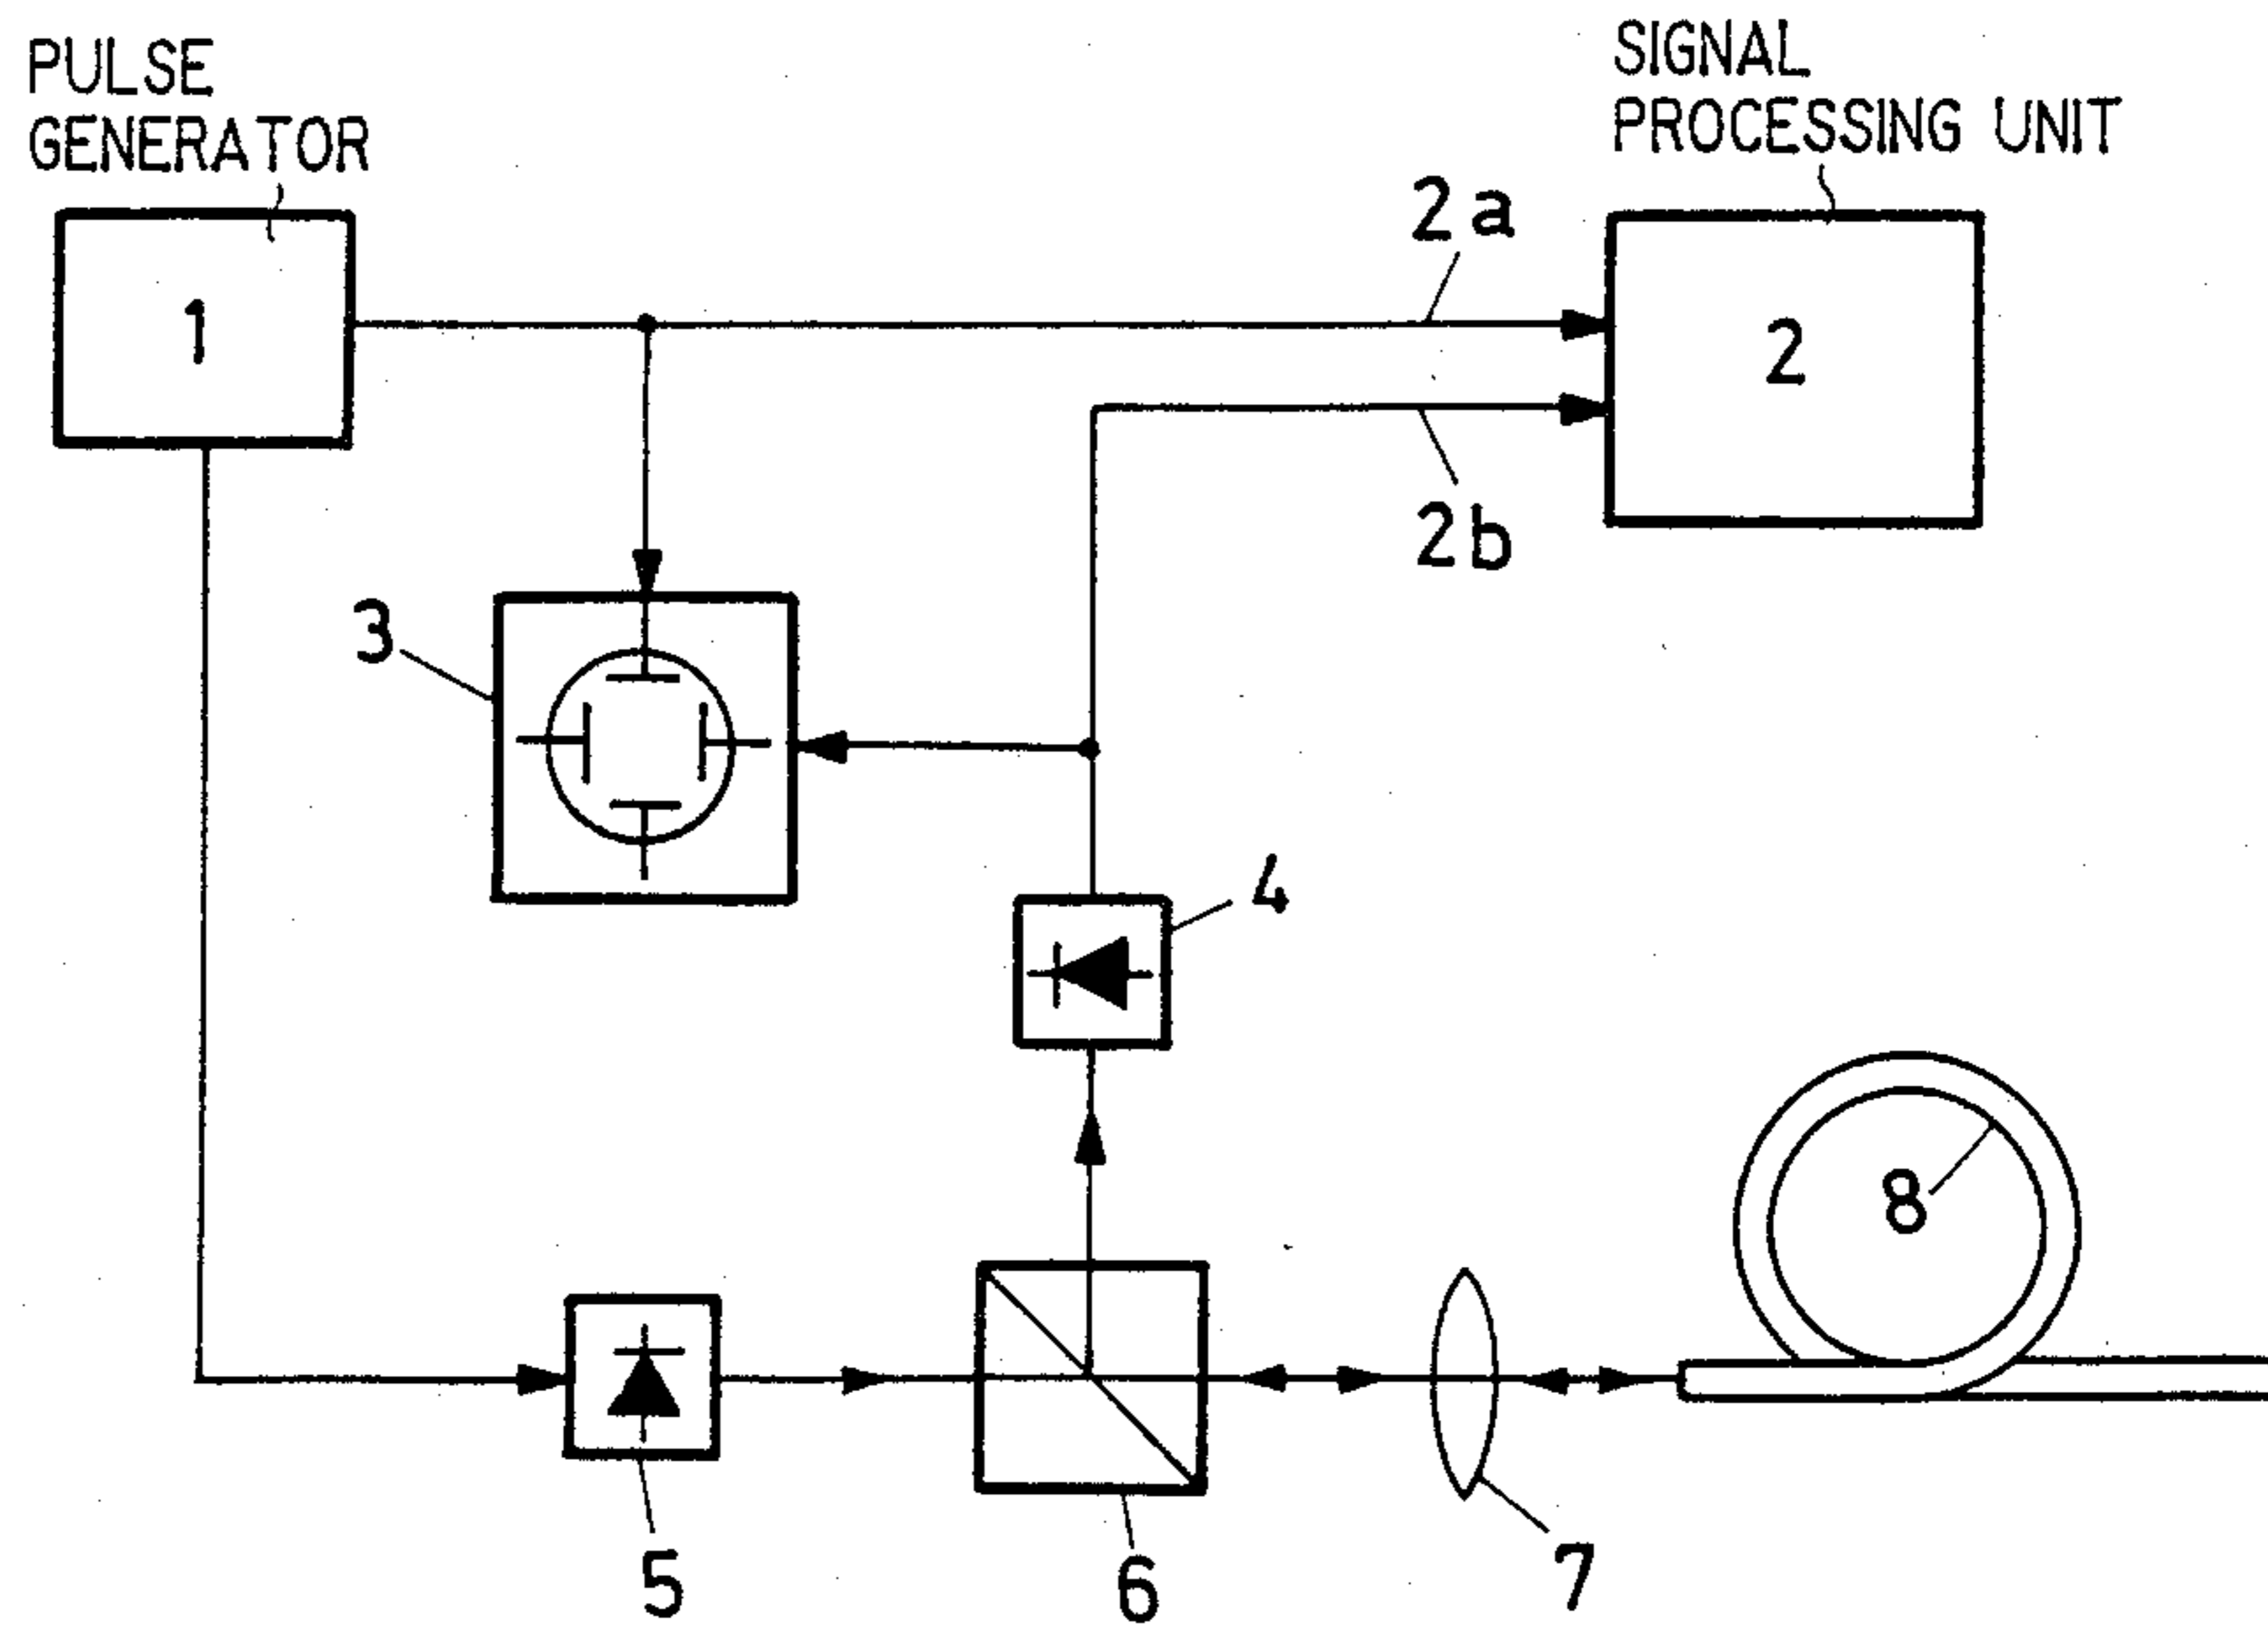 PULSE
GENERATOR
SIGNAL
PROCESSING UNIT
2a
1
2
2b
3
4
8
5
6
7